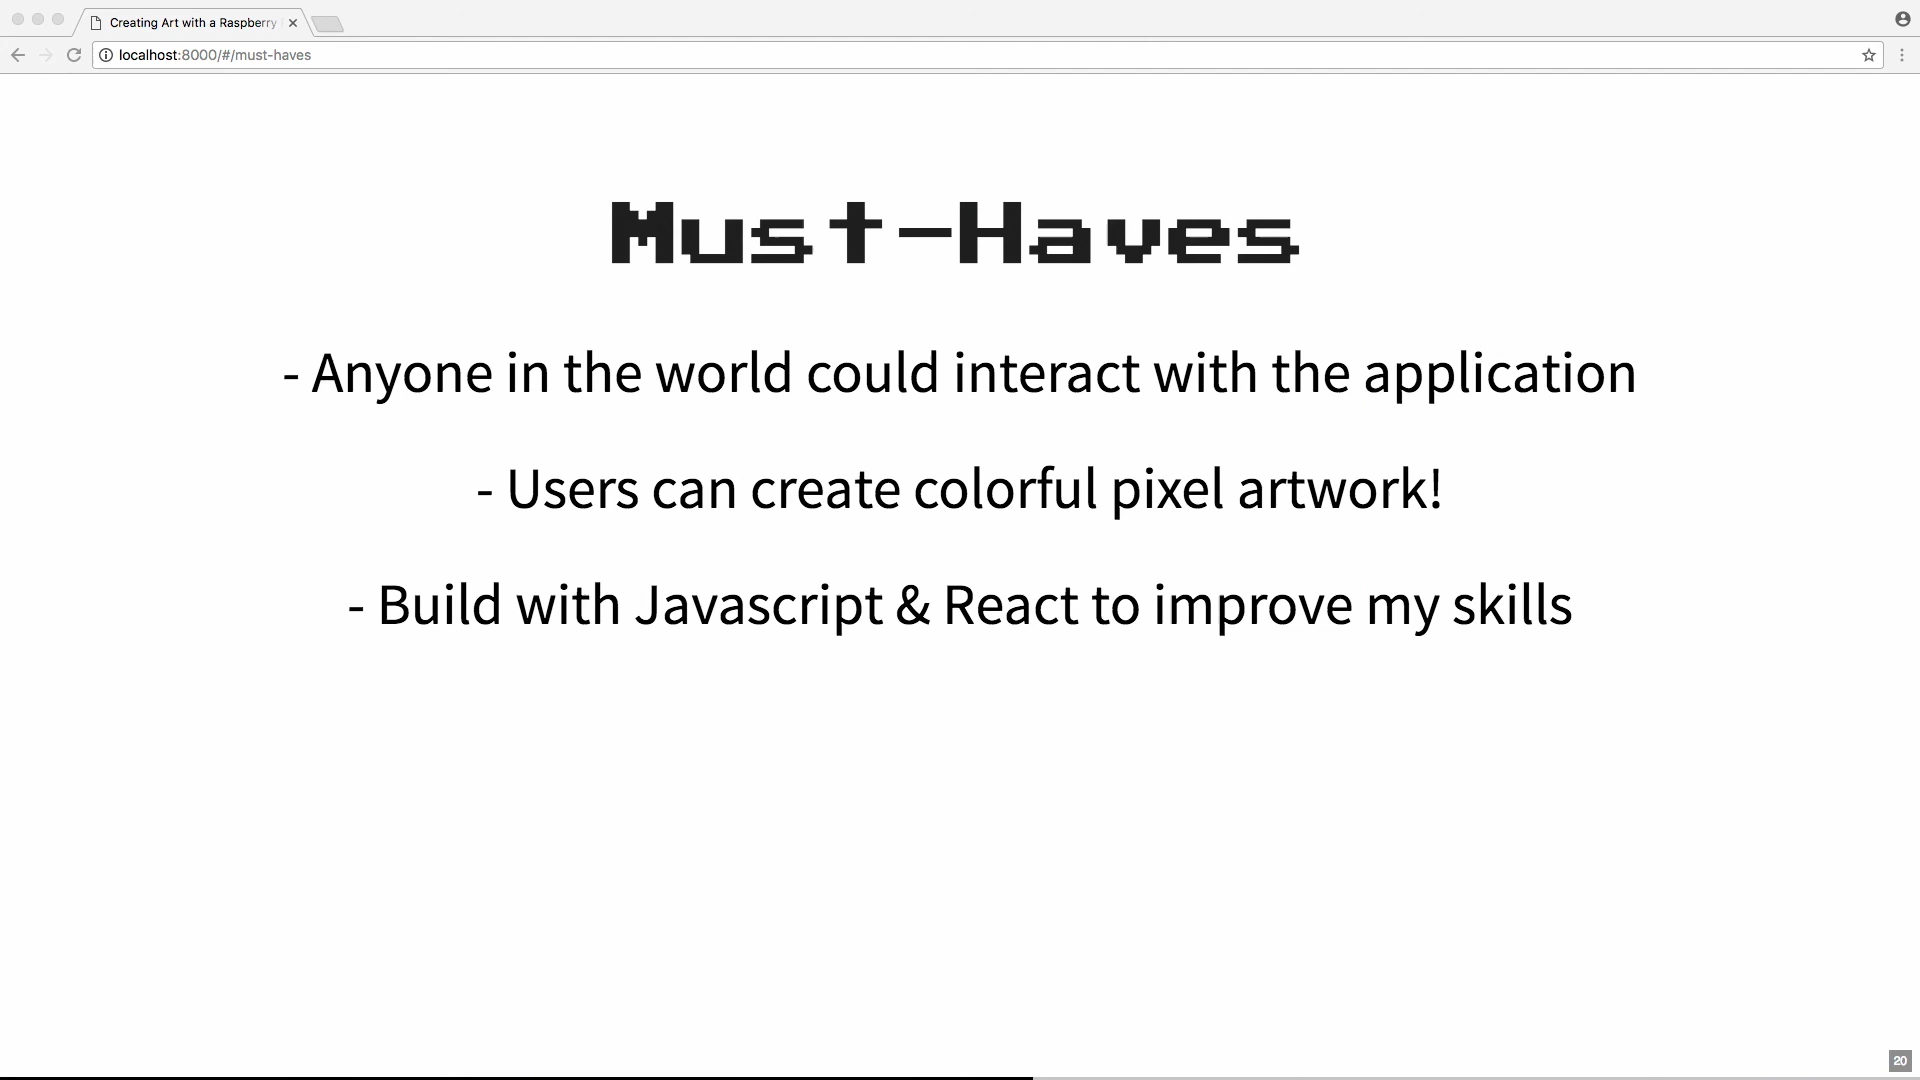 Creating Art with a Raspberry
localhost:8000/#/must-haves
Must-Haves
- Anyone in the world could interact with the application
- Users can create colorful pixel artwork!
- Build with Javascript & React to improve my skills
20